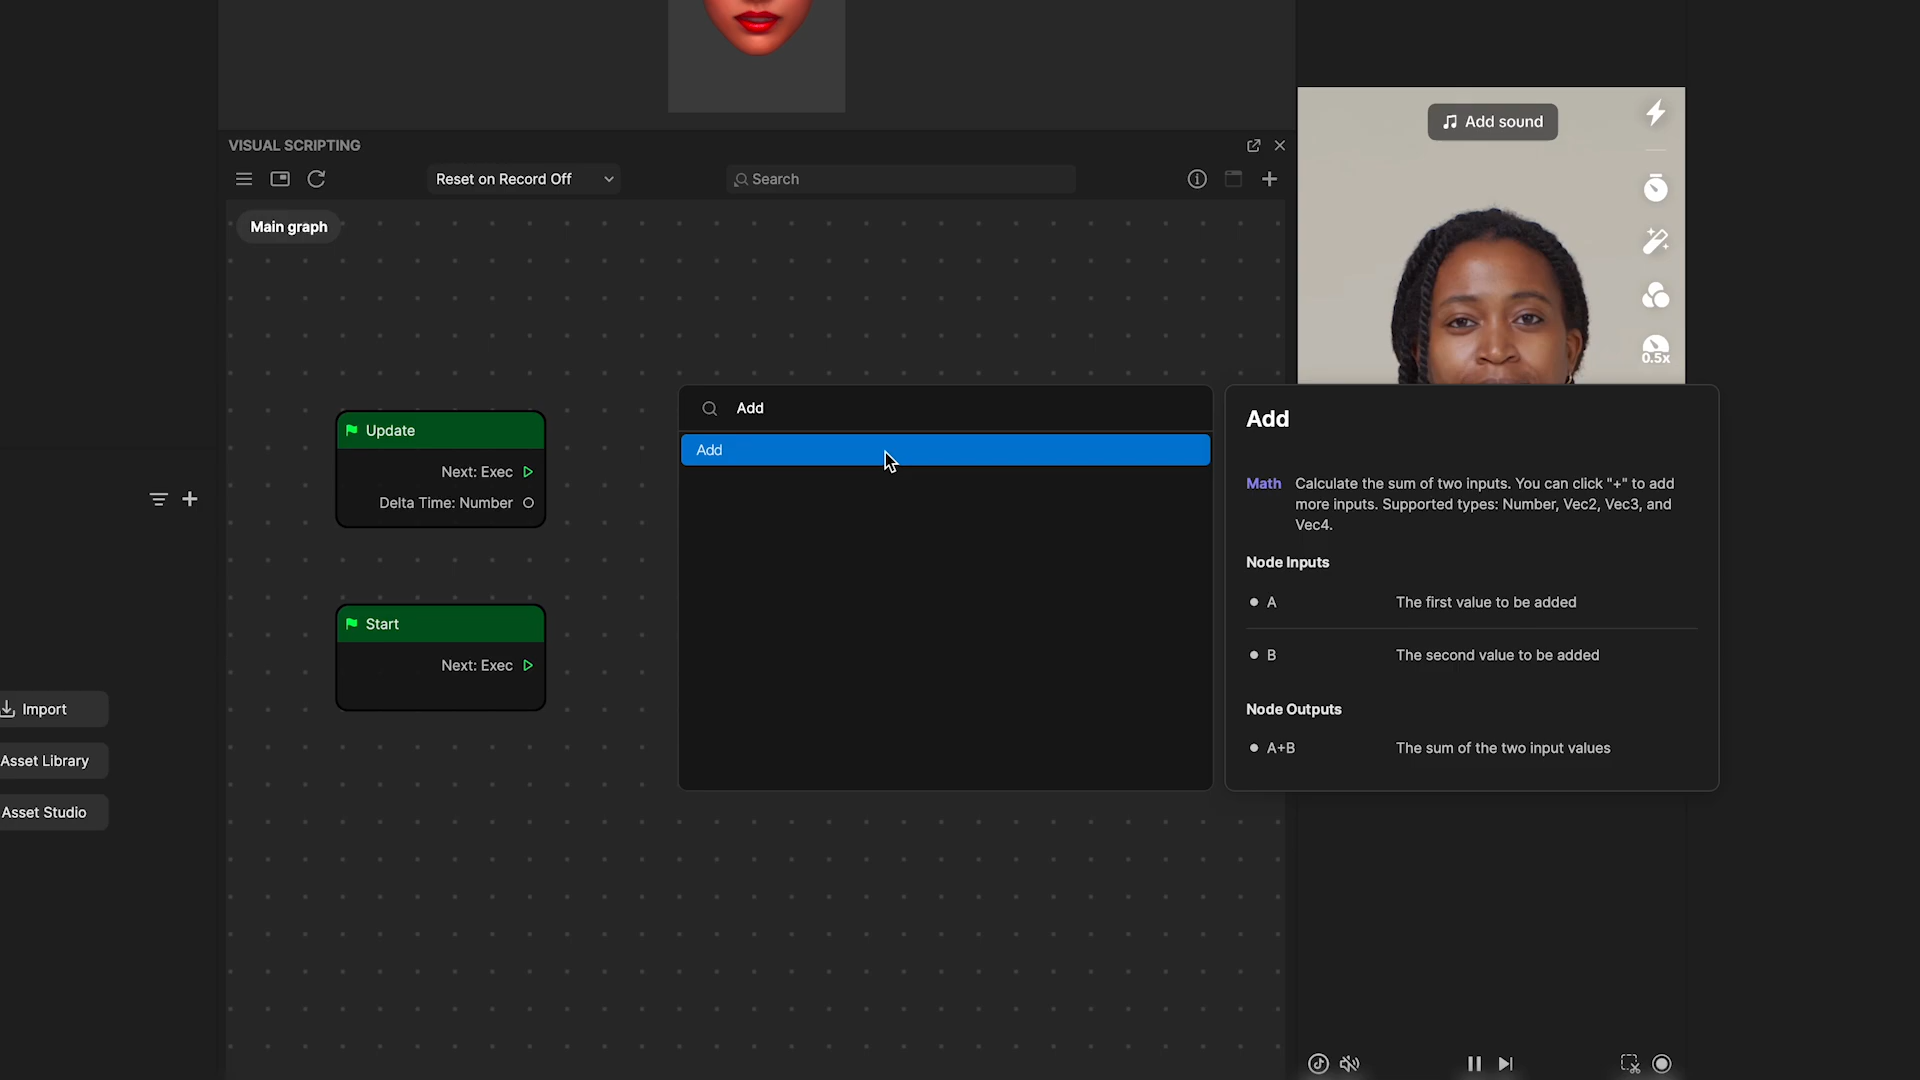 Add sound
VISUAL SCRIPTING
Reset on Record Off
Search
Main graph
0.5x
Update
Next: Exec
Delta Time: Number
Start
Next: Exec
Add
Add
Add
Math
Calculate the sum of two inputs. You can click "+" to add
more inputs. Supported types: Number, Vec2, Vec3, and
Vec4.
Node Inputs
A
The first value to be added
B
The second value to be added
Node Outputs
A+B
The sum of the two input values
Import
Asset Library
Asset Studio